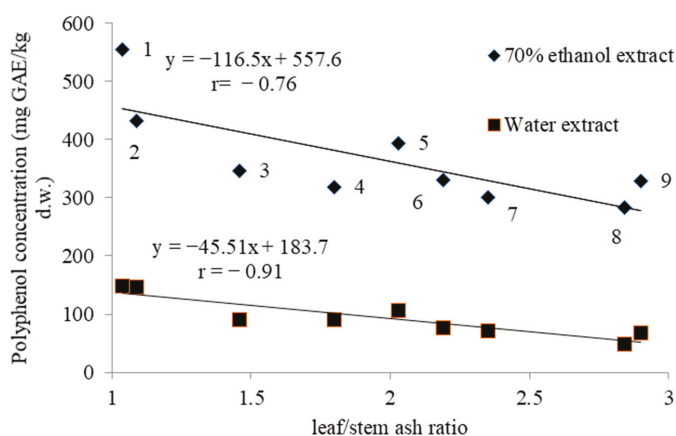 600
500
400
300
200
100
0
1
1.5
2
2.5
3
Polyphenol concentration (mg GAE/kg
d.w.)
leaf/stem ash ratio
1
2
3
4
5
6
7
8
9
y = −116.5x + 557.6
r= − 0.76
y = −45.51x + 183.7
r = − 0.91
70% ethanol extract
Water extract